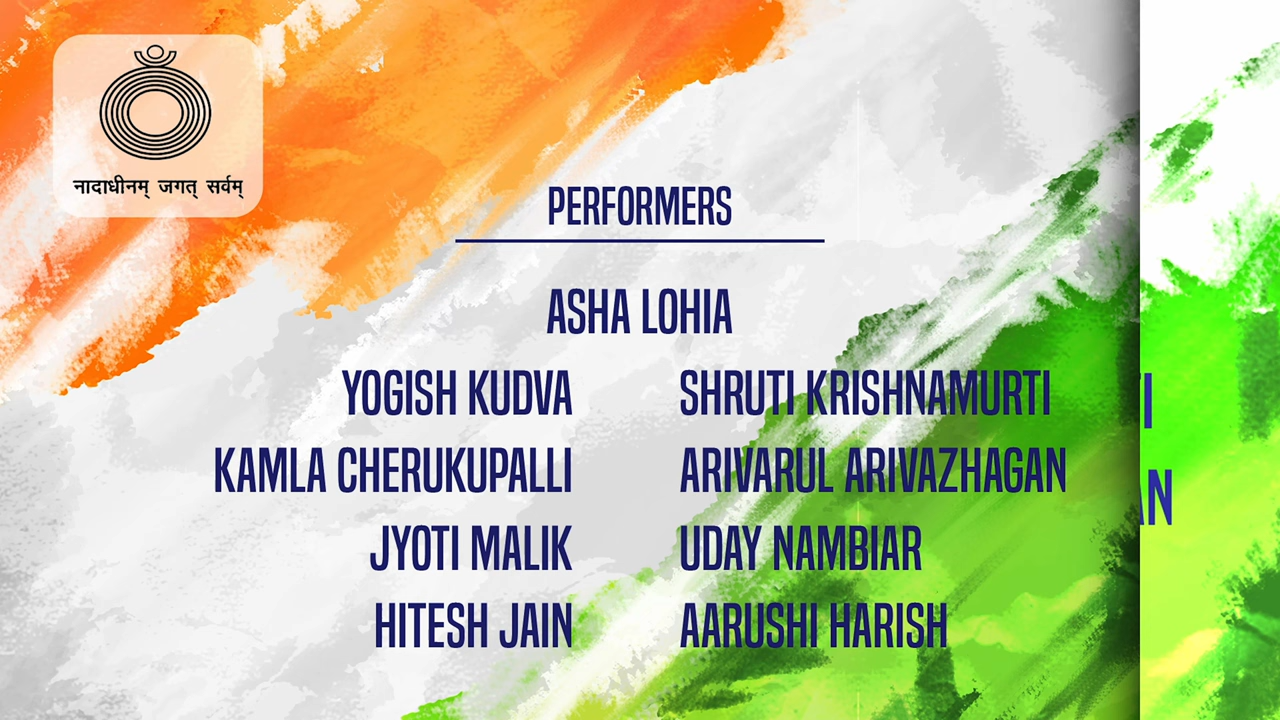 नादाधीनम् जगत् सर्वम्
PERFORMERS
ASHA LOHIA
YOGISH KUDVA SHRUTI KRISHNAMURTI
KAMLA CHERUKUPALLI ARIVARUL ARIVAZHAGAN
JYOTI MALIK UDAY NAMBIAR
HITESH JAIN AARUSHI HARISH